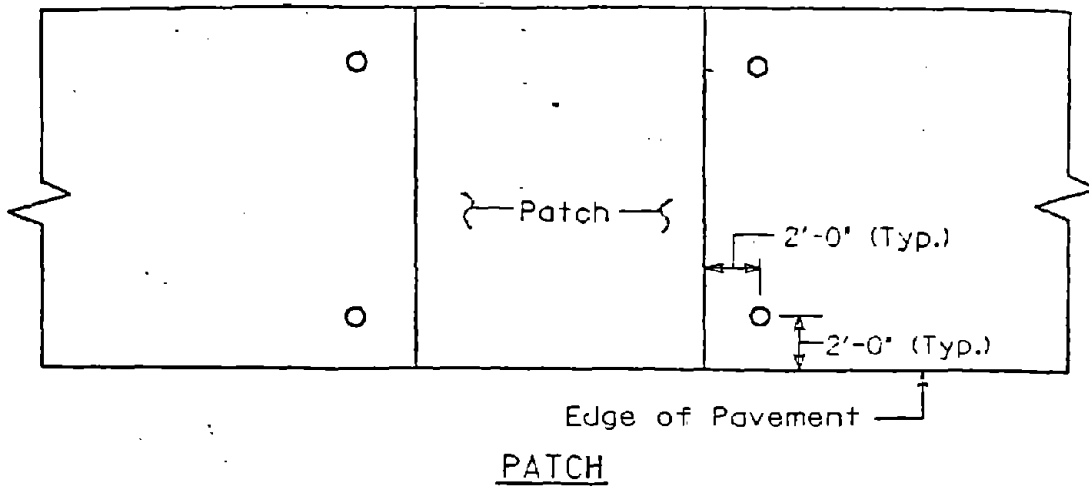 Patch
2'-0" (Typ.)
2'-0" (Typ.)
Edge of Pavement
PATCH